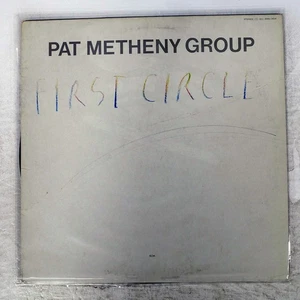 PAT METHENY GROUP
FIRST CIRCLE